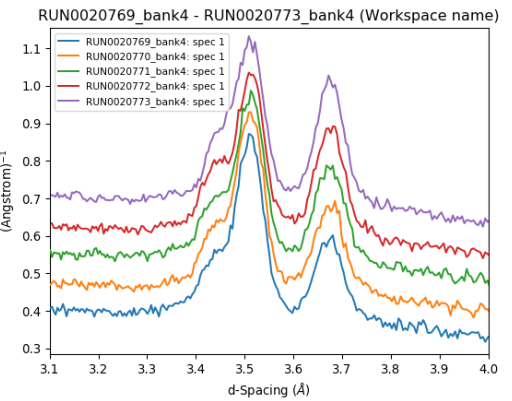 RUN0020769_bank4 - RUN0020773_bank4 (Workspace name)
RUN0020769_bank4: spec 1
RUN0020770_bank4: spec 1
RUN0020771_bank4: spec 1
RUN0020772_bank4: spec 1
RUN0020773_bank4: spec 1
(Angstrom)⁻¹
1.1
1.0
0.9
0.8
0.7
0.6
0.5
0.4
0.3
3.1 3.2 3.3 3.4 3.5 3.6 3.7 3.8 3.9 4.0
d-Spacing (Å)